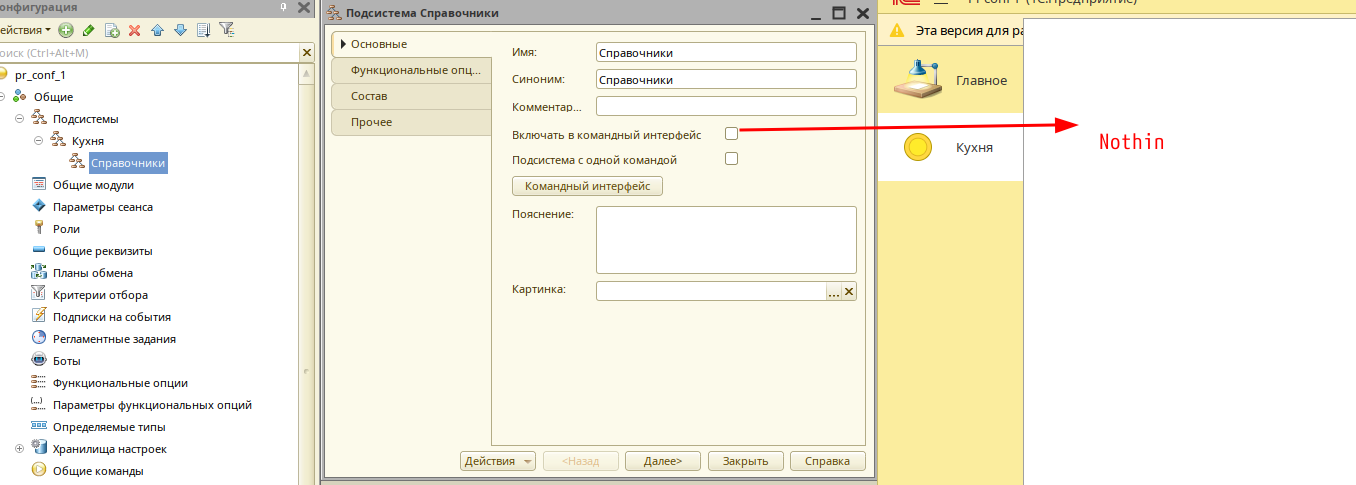 онфигурация
ействия
оиск (Ctrl+Alt+M)
pr_conf_1
Общие
Подсистемы
Кухня
Справочники
Общие модули
Параметры сеанса
Роли
Общие реквизиты
Планы обмена
Критерии отбора
Подписки на события
Регламентные задания
Боты
Функциональные опции
Параметры функциональных опций
Определяемые типы
Хранилища настроек
Общие команды
Подсистема Справочники
Основные
Функциональные опц...
Состав
Прочее
Имя:
Справочники
Синоним:
Справочники
Комментар...
Включать в командный интерфейс
Подсистема с одной командой
Командный интерфейс
Пояснение:
Картинка:
...
Действия
<Назад
Далее>
Закрыть
Справка
Эта версия для ра
Главное
Кухня
Nothin